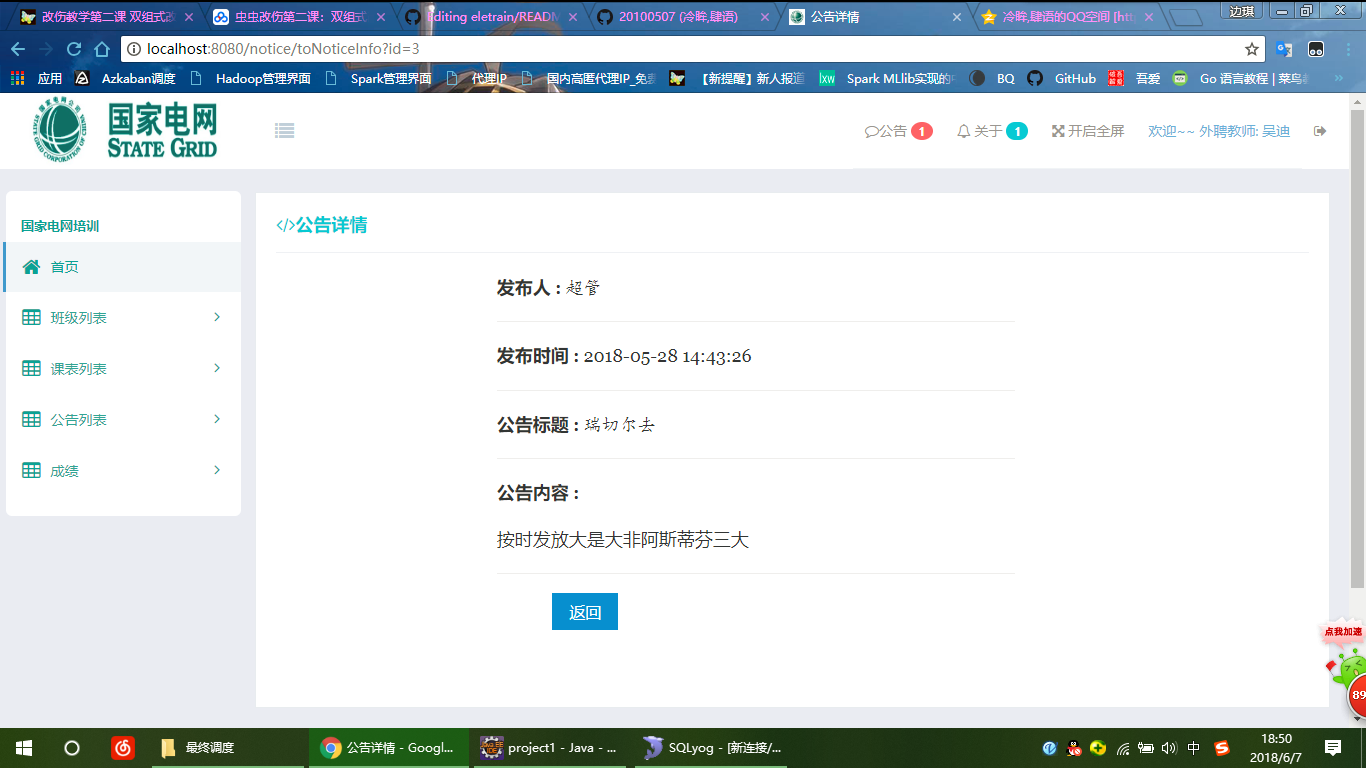 改伤教学第二课 双组式改
虫虫改伤第二课：双组式
Editing eletrain/READM
20100507 (冷眸,肆语)
公告详情
冷眸,肆语的QQ空间 [htt
边琪
localhost:8080/notice/toNoticeInfo?id=3
应用
Azkaban调度
Hadoop管理界面
Spark管理界面
代理IP
国内高匿代理IP_免费
【新提醒】新人报道
Spark MLlib实现的中
BQ
GitHub
吾爱
Go 语言教程 | 菜鸟
国家电网
STATE GRID
STATE GRID CORPORATION OF CHINA
公告 1
关于 1
开启全屏
欢迎~~ 外聘教师: 吴迪
国家电网培训
首页
班级列表
课表列表
公告列表
成绩
</>公告详情
发布人 : 超管
发布时间 : 2018-05-28 14:43:26
公告标题 : 瑞切尔去
公告内容 :
按时发放大是大非阿斯蒂芬三大
返回
点我加速
89
最终调度
公告详情 - Googl...
project1 - Java - ...
SQLyog - [新连接/...
中
18:50
2018/6/7